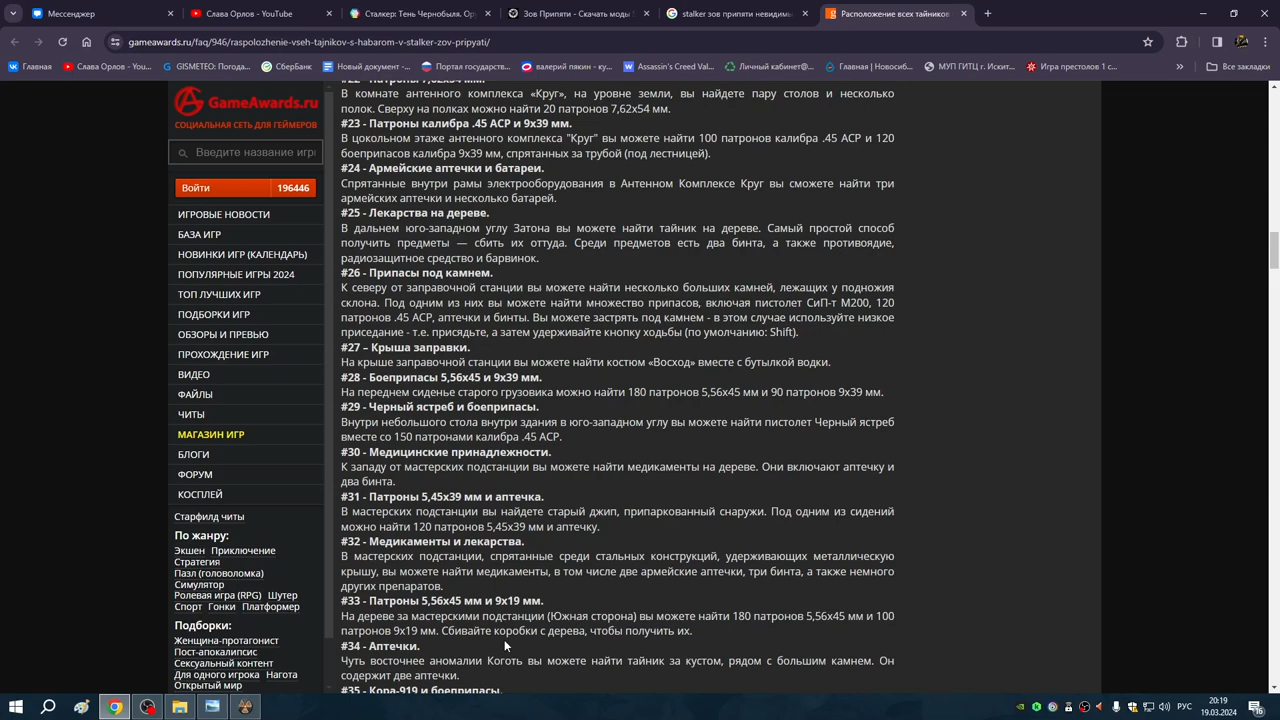 Мессенджер
Слава Орлов - YouTube
Сталкер: Тень Чернобыля. Ор
Зов Припяти - Скачать моды S
stalker зов припяти невидимы
Расположение всех тайников
gameawards.ru/faq/946/raspolozhenie-vseh-tajnikov-s-habarom-v-stalker-zov-pripyati/
Главная
Слава Орлов - You...
GISMETEO: Погода...
СберБанк
Новый документ -...
Портал государств...
валерий пякин - ку...
Assassin's Creed Val...
Личный кабинет@...
Главная | Новосиб...
МУП ГИТЦ г. Искит...
Игра престолов 1 с...
Все закладки
GameAwards.ru
СОЦИАЛЬНАЯ СЕТЬ ДЛЯ ГЕЙМЕРОВ
Введите название игры
Войти 196446
ИГРОВЫЕ НОВОСТИ
БАЗА ИГР
НОВИНКИ ИГР (КАЛЕНДАРЬ)
ПОПУЛЯРНЫЕ ИГРЫ 2024
ТОП ЛУЧШИХ ИГР
ПОДБОРКИ ИГР
ОБЗОРЫ И ПРЕВЬЮ
ПРОХОЖДЕНИЕ ИГР
ВИДЕО
ФАЙЛЫ
ЧИТЫ
МАГАЗИН ИГР
БЛОГИ
ФОРУМ
КОСПЛЕЙ
Старфилд читы
По жанру:
Экшен Приключение
Стратегия
Пазл (головоломка)
Симулятор
Ролевая игра (RPG) Шутер
Спорт Гонки Платформер
Подборки:
Женщина-протагонист
Пост-апокалипсис
Сексуальный контент
Для одного игрока Нагота
Открытый мир
#22 - Патроны 7,62x54 мм.
В комнате антенного комплекса «Круг», на уровне земли, вы найдете пару столов и несколько
полок. Сверху на полках можно найти 20 патронов 7,62x54 мм.
#23 - Патроны калибра .45 ACP и 9x39 мм.
В цокольном этаже антенного комплекса "Круг" вы можете найти 100 патронов калибра .45 ACP и 120
боеприпасов калибра 9x39 мм, спрятанных за трубой (под лестницей).
#24 - Армейские аптечки и батареи.
Спрятанные внутри рамы электрооборудования в Антенном Комплексе Круг вы сможете найти три
армейских аптечки и несколько батарей.
#25 - Лекарства на дереве.
В дальнем юго-западном углу Затона вы можете найти тайник на дереве. Самый простой способ
получить предметы — сбить их оттуда. Среди предметов есть два бинта, а также противоядие,
радиозащитное средство и барвинок.
#26 - Припасы под камнем.
К северу от заправочной станции вы можете найти несколько больших камней, лежащих у подножия
склона. Под одним из них вы можете найти множество припасов, включая пистолет СиП-т М200, 120
патронов .45 ACP, аптечки и бинты. Вы можете застрять под камнем - в этом случае используйте низкое
приседание - т.е. присядьте, а затем удерживайте кнопку ходьбы (по умолчанию: Shift).
#27 – Крыша заправки.
На крыше заправочной станции вы можете найти костюм «Восход» вместе с бутылкой водки.
#28 - Боеприпасы 5,56x45 и 9x39 мм.
На переднем сиденье старого грузовика можно найти 180 патронов 5,56x45 мм и 90 патронов 9x39 мм.
#29 - Черный ястреб и боеприпасы.
Внутри небольшого стола внутри здания в юго-западном углу вы можете найти пистолет Черный ястреб
вместе со 150 патронами калибра .45 ACP.
#30 - Медицинские принадлежности.
К западу от мастерских подстанции вы можете найти медикаменты на дереве. Они включают аптечку и
два бинта.
#31 - Патроны 5,45x39 мм и аптечка.
В мастерских подстанции вы найдете старый джип, припаркованный снаружи. Под одним из сидений
можно найти 120 патронов 5,45x39 мм и аптечку.
#32 - Медикаменты и лекарства.
В мастерских подстанции, спрятанные среди стальных конструкций, удерживающих металлическую
крышу, вы можете найти медикаменты, в том числе две армейские аптечки, три бинта, а также немного
других препаратов.
#33 - Патроны 5,56x45 мм и 9x19 мм.
На дереве за мастерскими подстанции (Южная сторона) вы можете найти 180 патронов 5,56x45 мм и 100
патронов 9x19 мм. Сбивайте коробки с дерева, чтобы получить их.
#34 - Аптечки.
Чуть восточнее аномалии Коготь вы можете найти тайник за кустом, рядом с большим камнем. Он
содержит две аптечки.
#35 - Кора-919 и боеприпасы.
РУС
20:19
19.03.2024
16